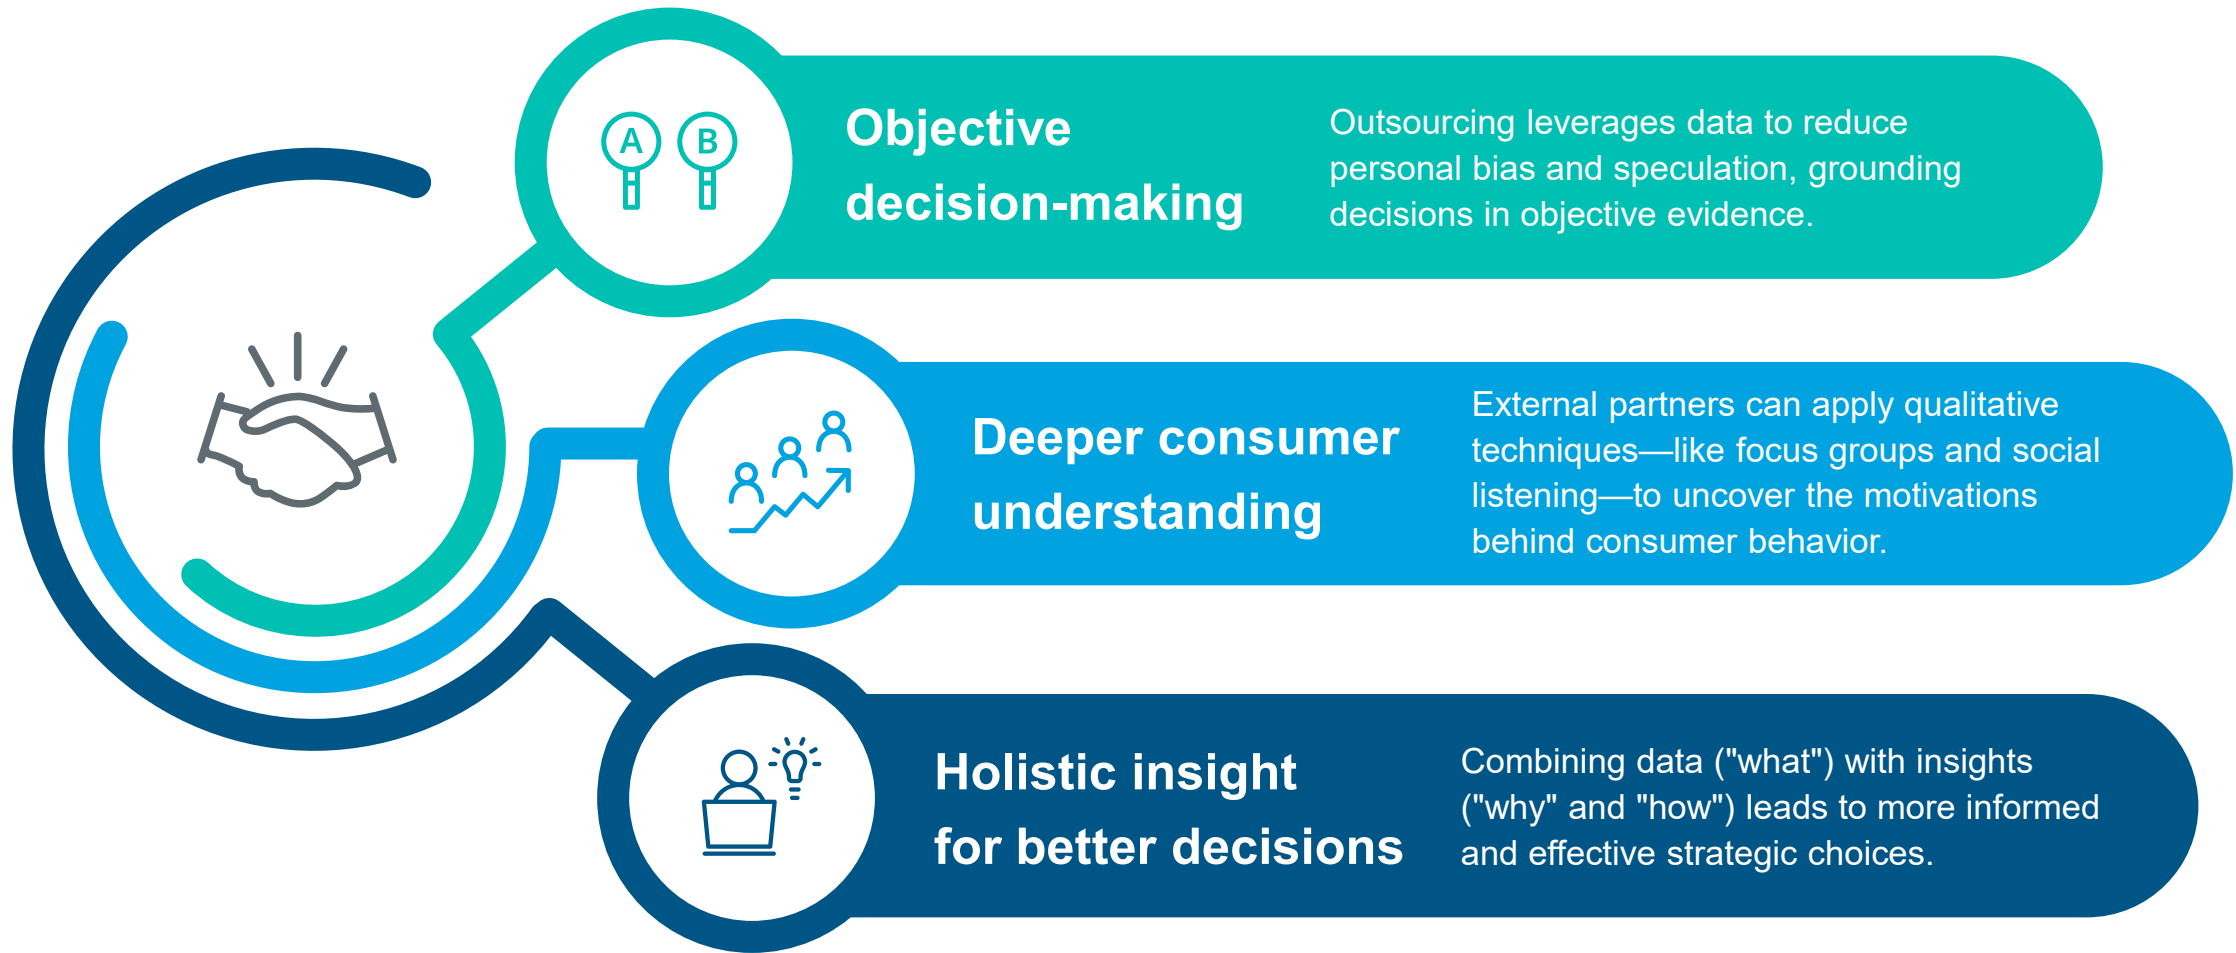 A B
Objective
decision-making
Outsourcing leverages data to reduce
personal bias and speculation, grounding
decisions in objective evidence.
Deeper consumer
understanding
External partners can apply qualitative
techniques—like focus groups and social
listening—to uncover the motivations
behind consumer behavior.
Holistic insight
for better decisions
Combining data ("what") with insights
("why" and "how") leads to more informed
and effective strategic choices.